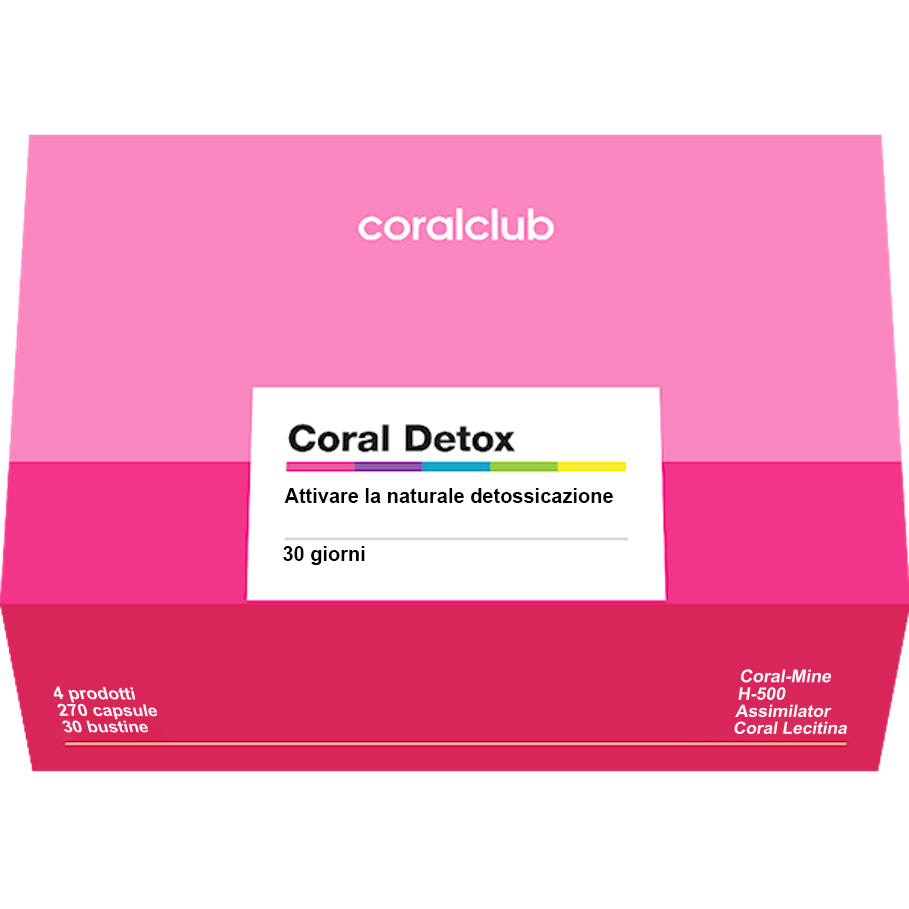 coralclub
Coral Detox
Attivare la naturale detossicazione
30 giorni
4 prodotti
270 capsule
30 bustine
Coral-Mine
H-500
Assimilator
Coral Lecitina